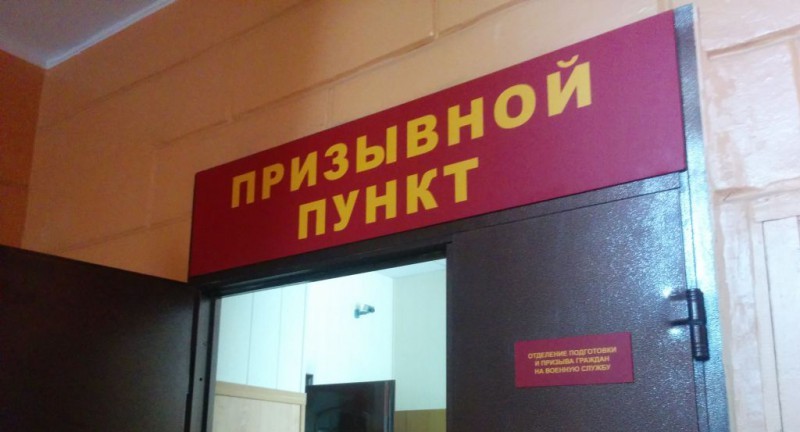 ПРИЗЫВНОЙ
ПУНКТ
ОТДЕЛЕНИЕ ПОДГОТОВКИ
И ПРИЗЫВА ГРАЖДАН
НА ВОЕННУЮ СЛУЖБУ